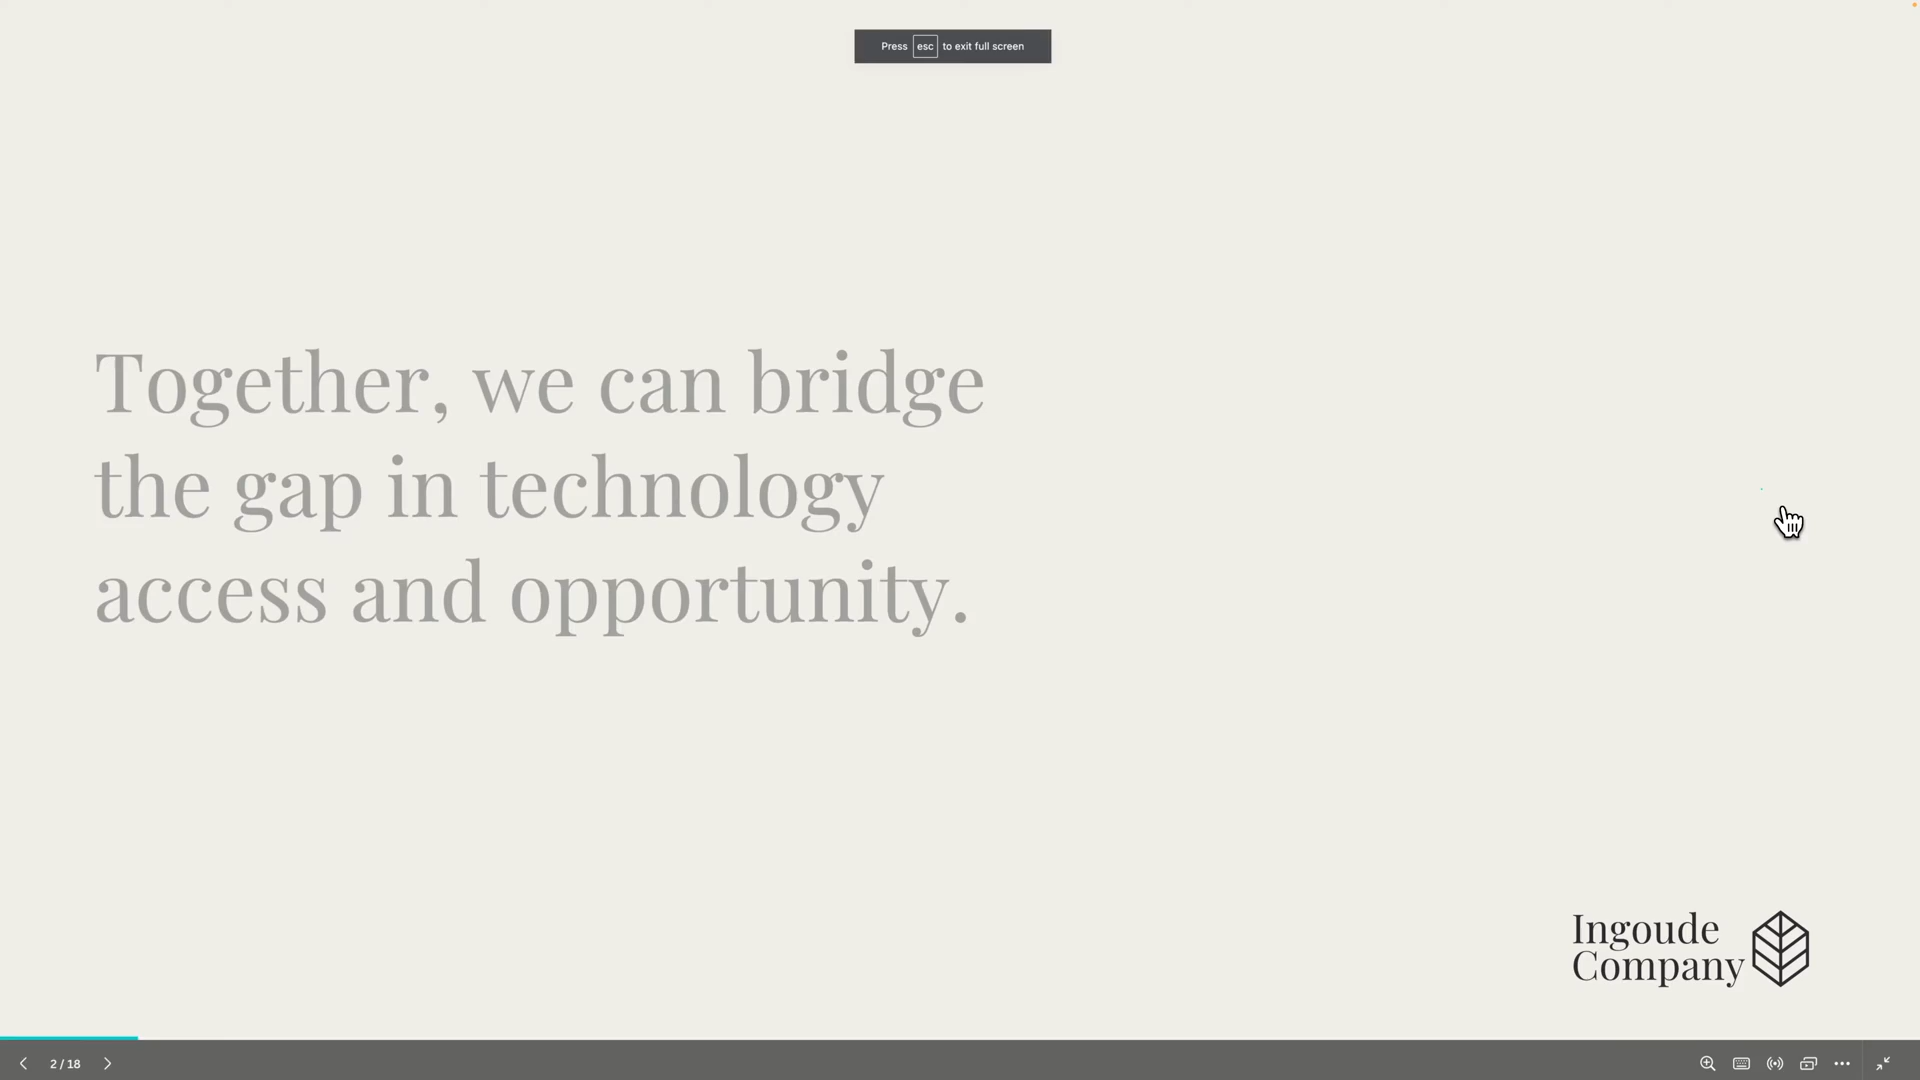 Press esc to exit full screen
Together, we can bridge
the gap in technology
access and opportunity.
Ingoude
Company
2 / 18